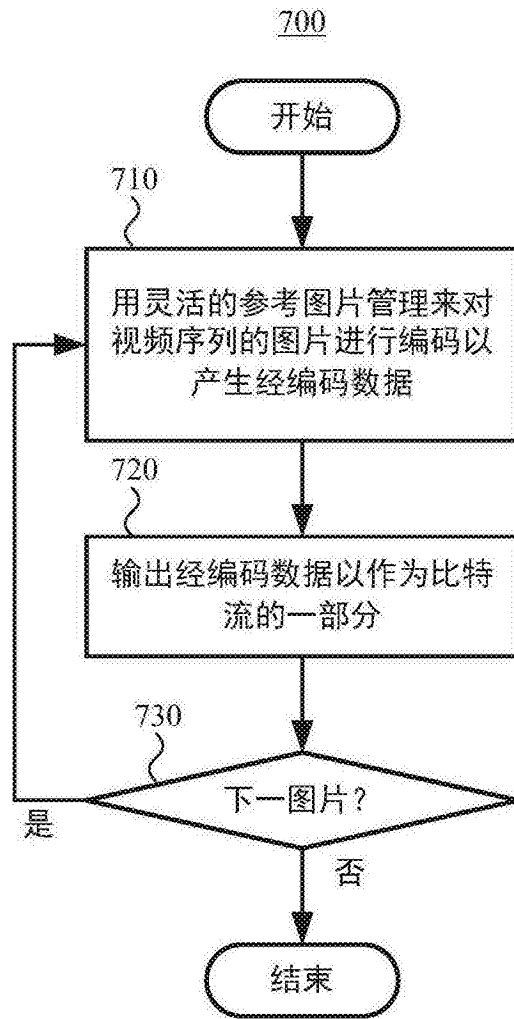 700
开始
710
用灵活的参考图片管理来对
视频序列的图片进行编码以
产生经编码数据
720
输出经编码数据以作为比特
流的一部分
730
下一图片?
是
否
结束